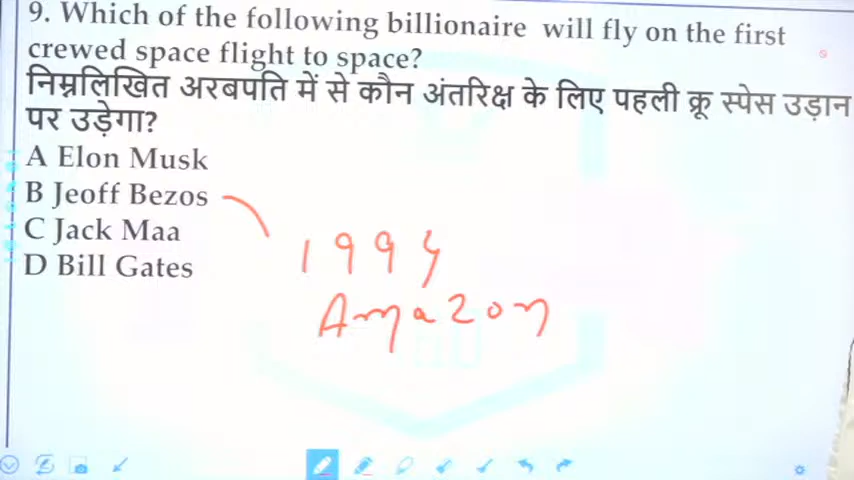 9. Which of the following billionaire will fly on the first
crewed space flight to space?
निम्नलिखित अरबपति में से कौन अंतरिक्ष के लिए पहली क्रू स्पेस उड़ान
पर उड़ेगा?
A Elon Musk
B Jeoff Bezos
C Jack Maa
D Bill Gates
1994
Amazon